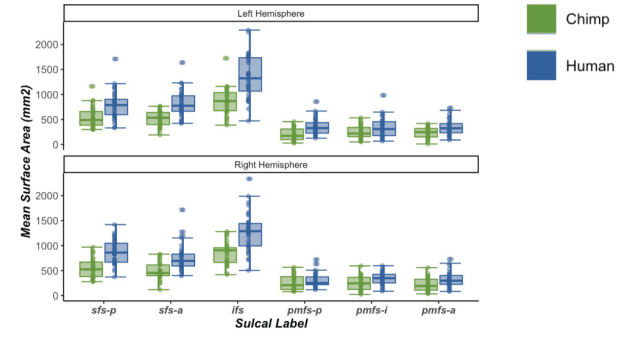 Left Hemisphere
Chimp
Human
2000
1500
1000
500
0
Right Hemisphere
2000
1500
1000
500
0
Mean Surface Area (mm2)
sfs-p sfs-a ifs pmfs-p pmfs-i pmfs-a
Sulcal Label